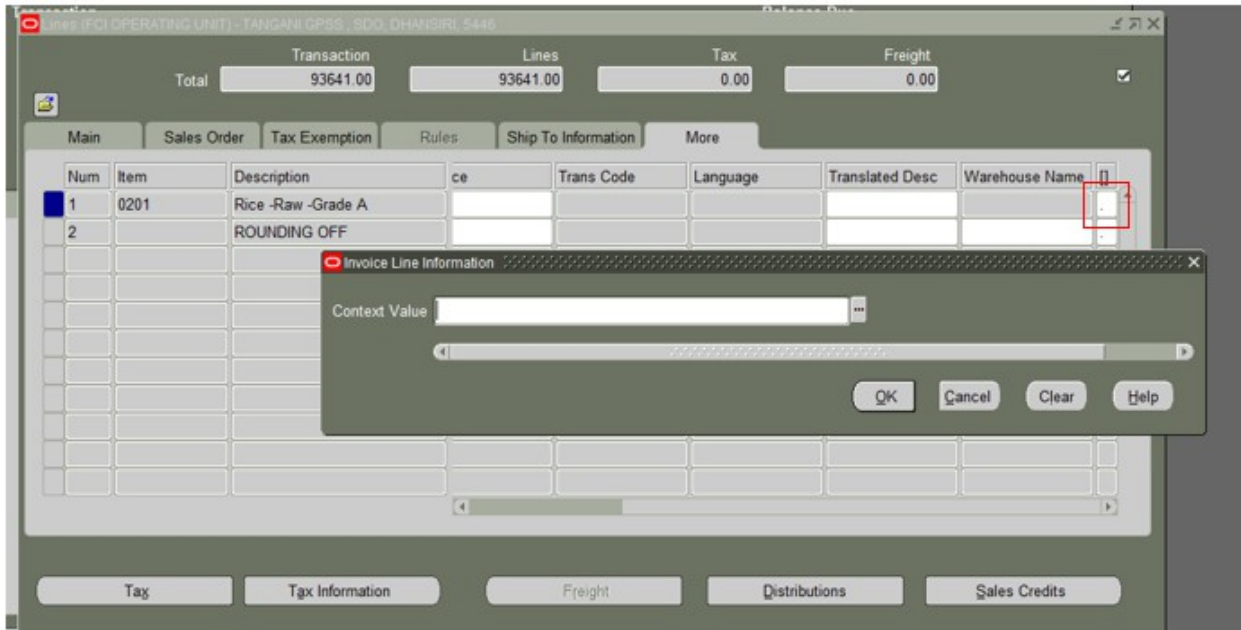 Lines (FCI OPERATING UNIT) - TANGANI GPSS , SDO, DHANSIRI, 5446
Transaction Lines Tax Freight
Total 93641.00 93641.00 0.00 0.00
Main Sales Order Tax Exemption Rules Ship To Information More
Num Item Description ce Trans Code Language Translated Desc Warehouse Name []
1 0201 Rice -Raw -Grade A .
2 ROUNDING OFF .
Invoice Line Information
Context Value ...
OK Cancel Clear Help
Tax Tax Information Freight Distributions Sales Credits